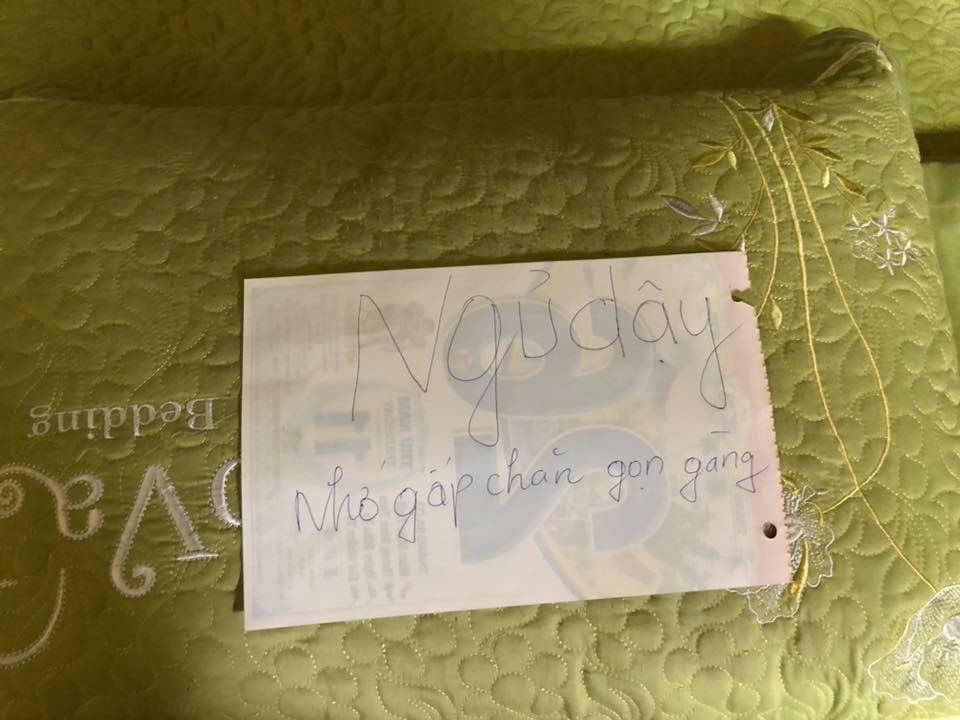 Ngủ dậy
Nhớ gấp chăn gọn gàng
Bedding